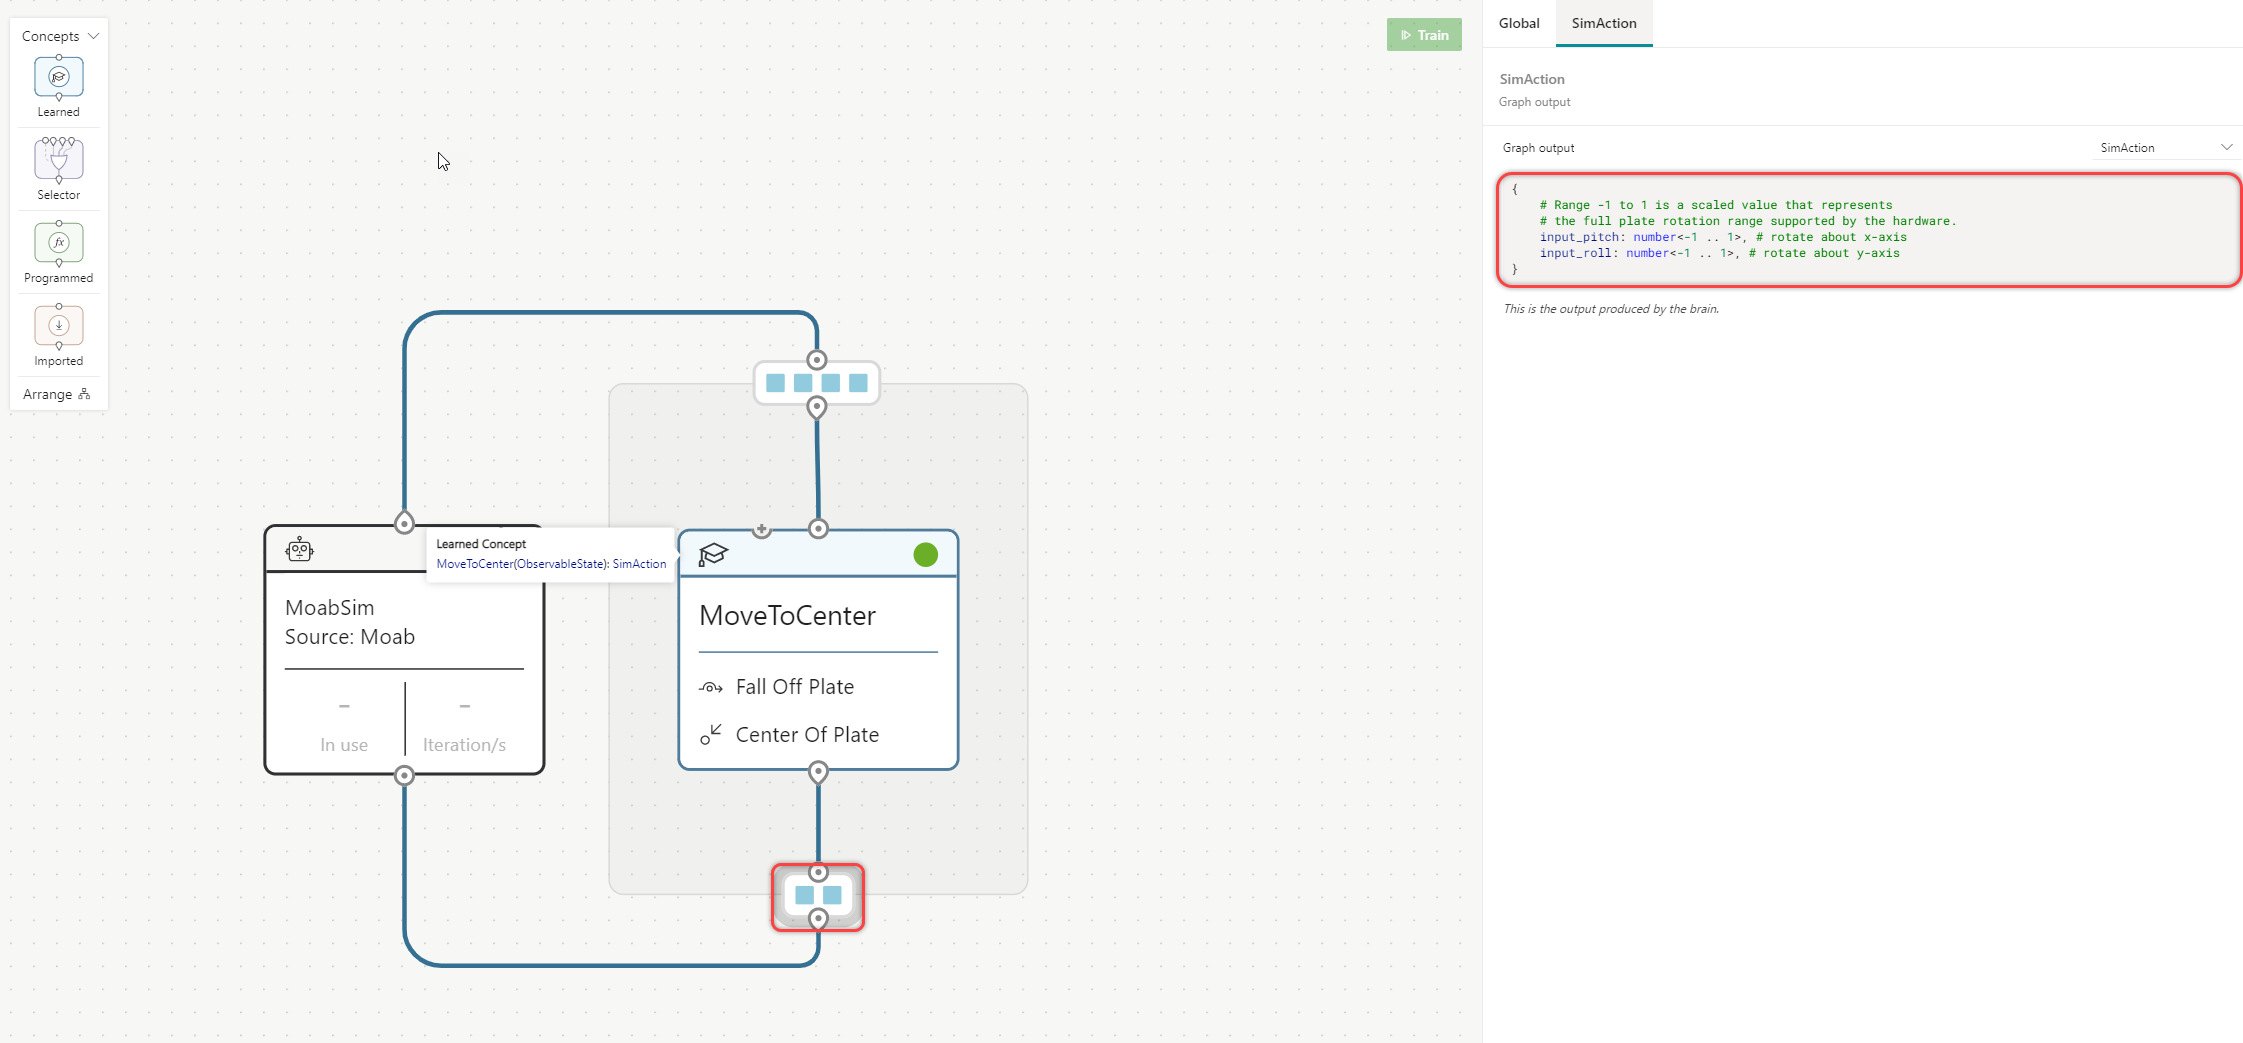 Concepts
Learned
Selector
fx
Programmed
Imported
Arrange
Train
MoabSim
Source: Moab
–
In use
–
Iteration/s
Learned Concept
MoveToCenter(ObservableState): SimAction
MoveToCenter
Fall Off Plate
Center Of Plate
Global
SimAction
SimAction
Graph output
Graph output
SimAction
{
# Range -1 to 1 is a scaled value that represents
# the full plate rotation range supported by the hardware.
input_pitch: number<-1 .. 1>, # rotate about x-axis
input_roll: number<-1 .. 1>, # rotate about y-axis
}
This is the output produced by the brain.